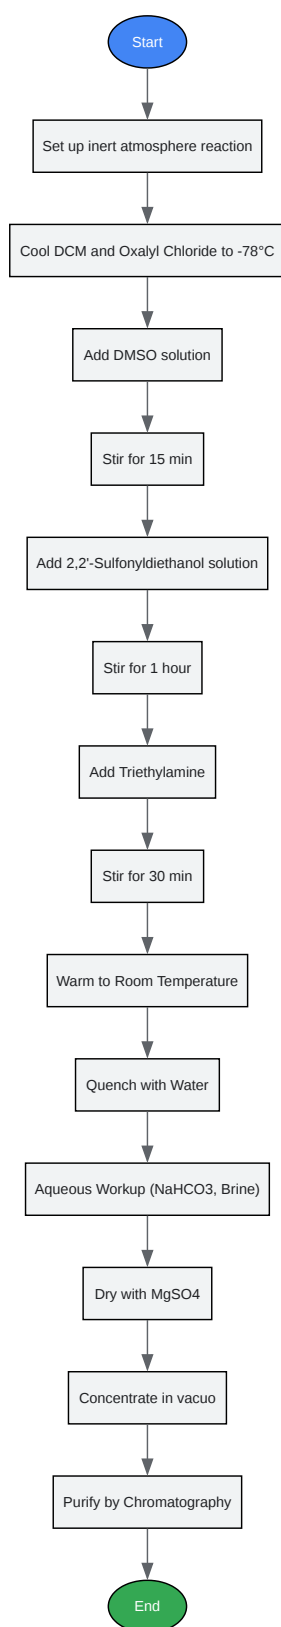 Start
Set up inert atmosphere reaction
Cool DCM and Oxalyl Chloride to -78°C
Add DMSO solution
Stir for 15 min
Add 2,2'-Sulfonyldiethanol solution
Stir for 1 hour
Add Triethylamine
Stir for 30 min
Warm to Room Temperature
Quench with Water
Aqueous Workup (NaHCO3, Brine)
Dry with MgSO4
Concentrate in vacuo
Purify by Chromatography
End